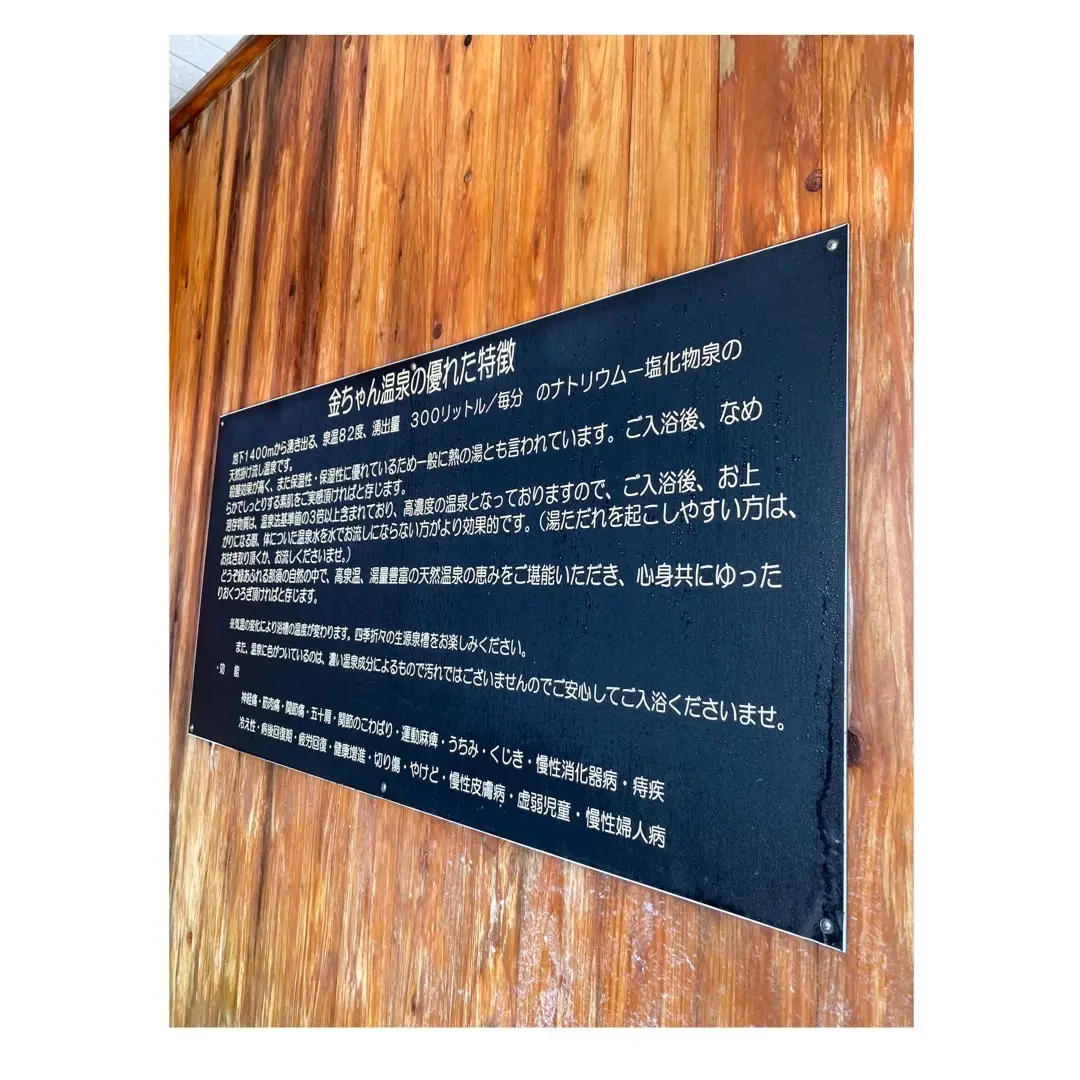 金ちゃん温泉の優れた特徴
地下1400mから湧き出る、泉温82度、湧出量 300リットル／毎分 のナトリウムー塩化物泉の
天然掛け流し温泉です。
殺菌効果が高く、また保温性・保湿性に優れているため一般に熱の湯とも言われています。ご入浴後、なめ
らかでしっとりする素肌をご実感頂ければと存じます。
溶存物質は、温泉法基準値の3倍以上含まれており、高濃度の温泉となっておりますので、ご入浴後、お上
がりになる際、体についた温泉水を水でお流しにならない方がより効果的です。（湯ただれを起こしやすい方は、
お拭き取り頂くか、お流しくださいませ。）
どうぞ緑あふれる那須の自然の中で、高泉温、湯量豊富の天然温泉の恵みをご堪能いただき、心身共にゆった
りおくつろぎ頂ければと存じます。
※気温の変化により浴槽の温度が変わります。四季折々の生源泉槽をお楽しみください。
また、温泉に色がついているのは、濃い温泉成分によるもので汚れではございませんのでご安心してご入浴くださいませ。
・効 能
神経痛・筋肉痛・関節痛・五十肩・関節のこわばり・運動麻痺・うちみ・くじき・慢性消化器病・痔疾
冷え性・病後回復期・疲労回復・健康増進・切り傷・やけど・慢性皮膚病・虚弱児童・慢性婦人病